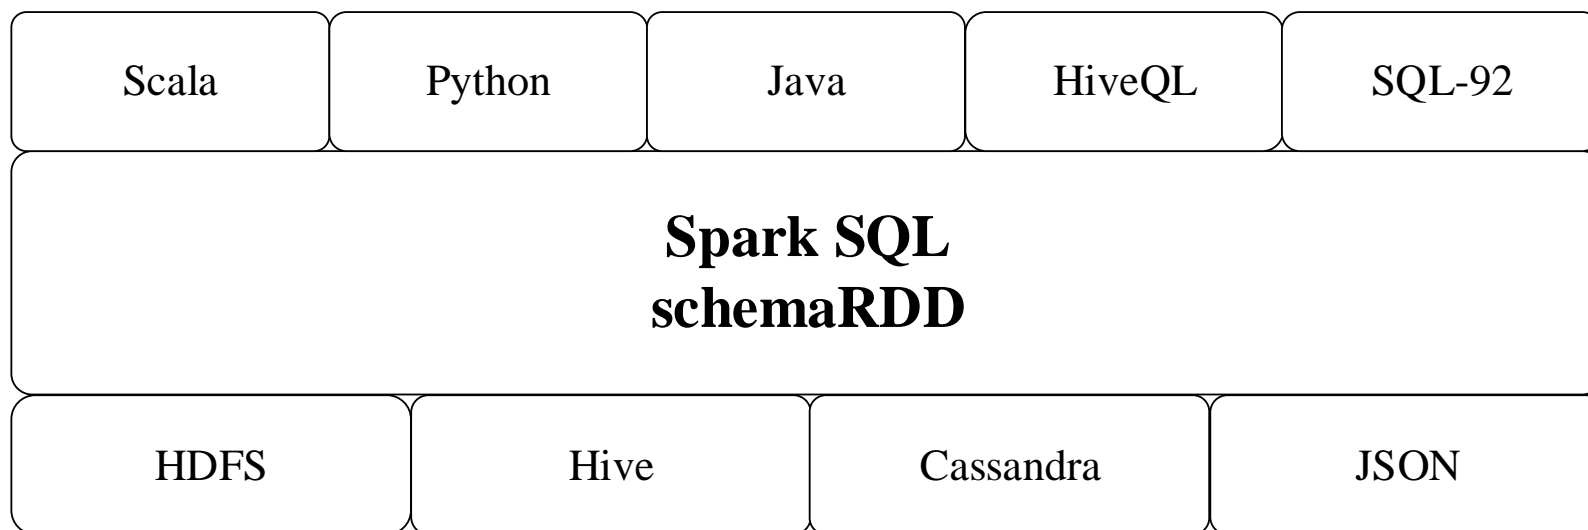 Scala Python Java HiveQL SQL-92
Spark SQL
schemaRDD
HDFS Hive Cassandra JSON